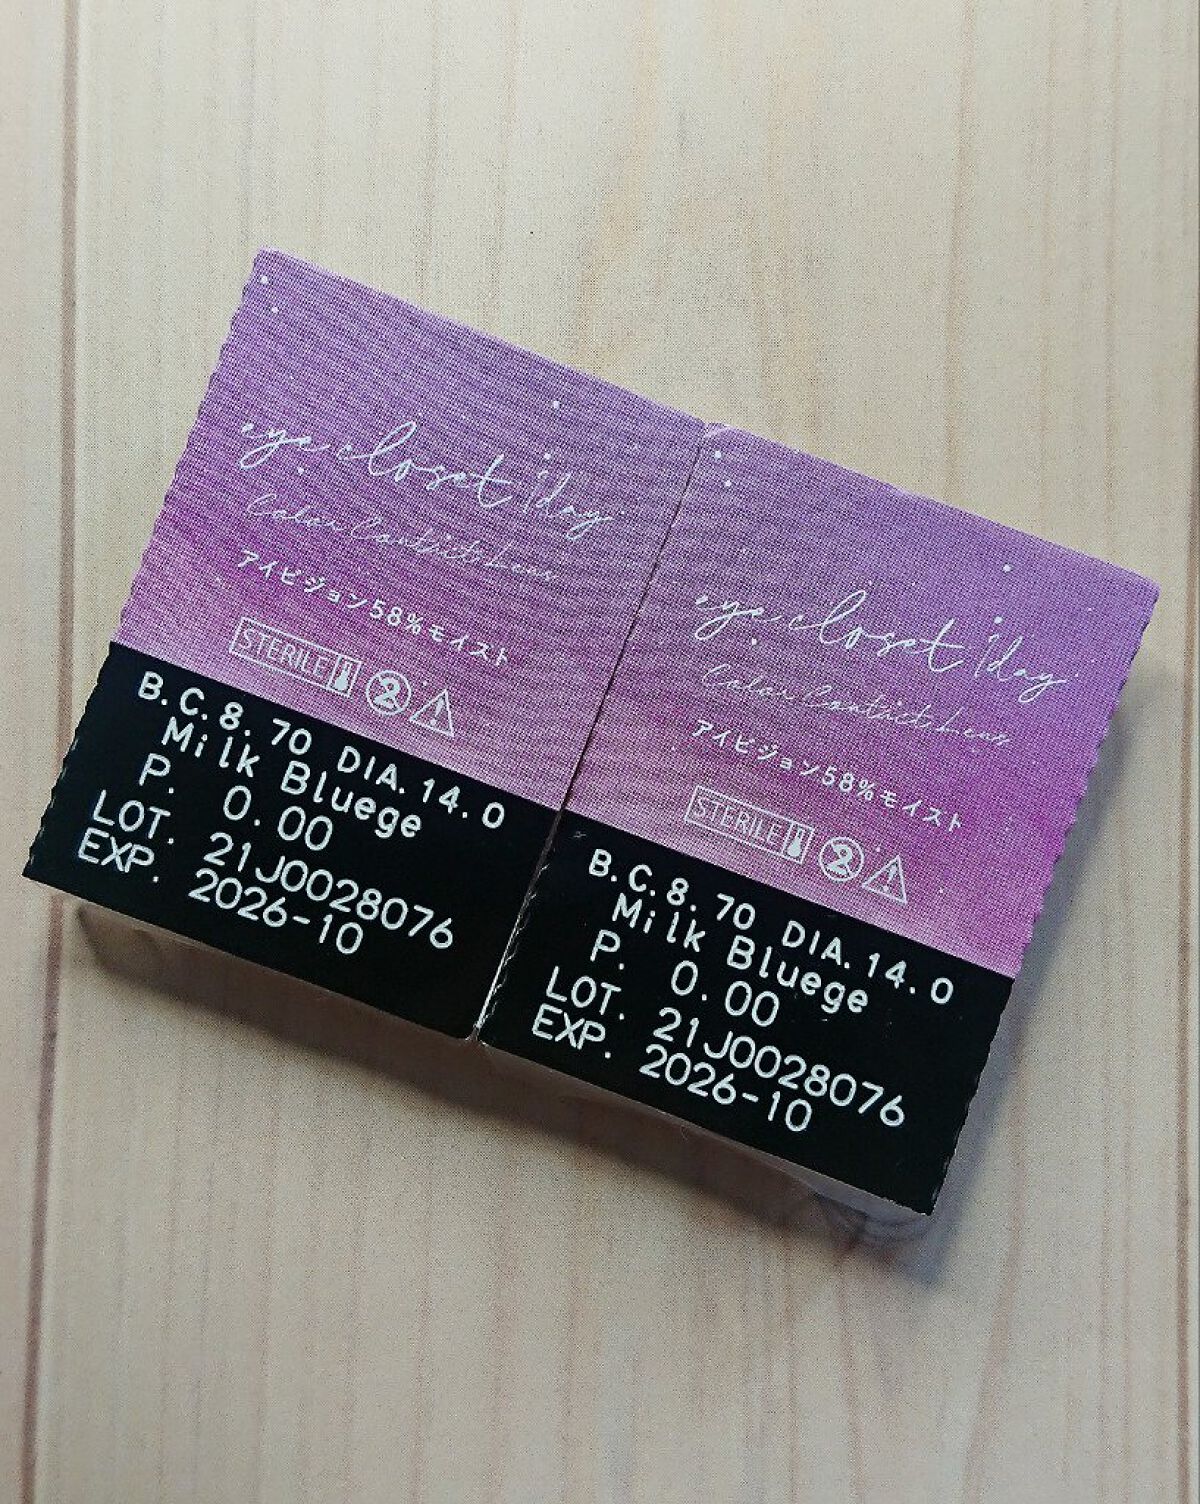 eye closet 1day
Color Contact Lens
アイビジョン58%モイスト
STERILE
2
B.C.8.70 DIA.14.0
Milk Bluege
P. 0.00
LOT. 21J0028076
EXP. 2026-10
eye closet 1day
Color Contact Lens
アイビジョン58%モイスト
STERILE
2
B.C.8.70 DIA.14.0
Milk Bluege
P. 0.00
LOT. 21J0028076
EXP. 2026-10